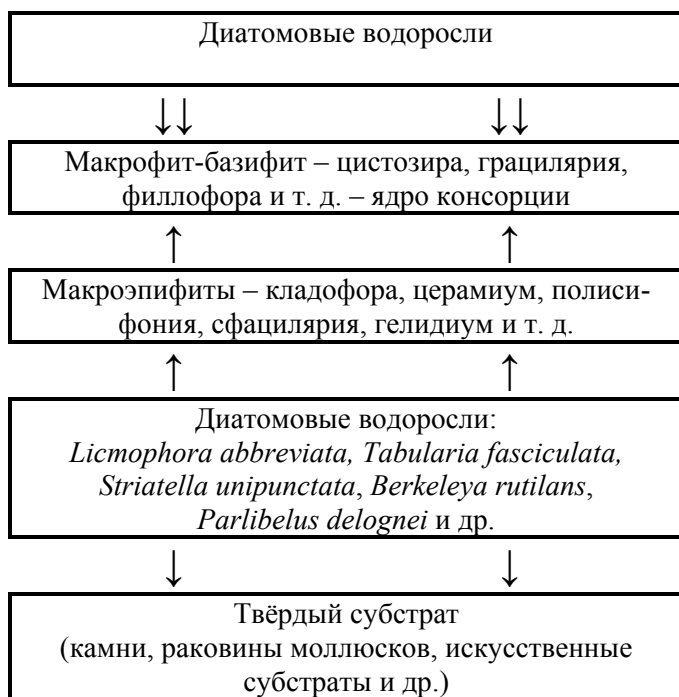 Диатомовые водоросли
↓↓ ↓↓
Макрофит-базифит – цистозира, грацилярия,
филлофора и т. д. – ядро консорции
↑ ↑
Макроэпифиты – кладофора, церамиум, полиси-
фония, сфацилярия, гелидиум и т. д.
↑ ↑
Диатомовые водоросли:
Licmophora abbreviata, Tabularia fasciculata,
Striatella unipunctata, Berkeleya rutilans,
Parlibelus delognei и др.
↓ ↓
Твёрдый субстрат
(камни, раковины моллюсков, искусственные
субстраты и др.)